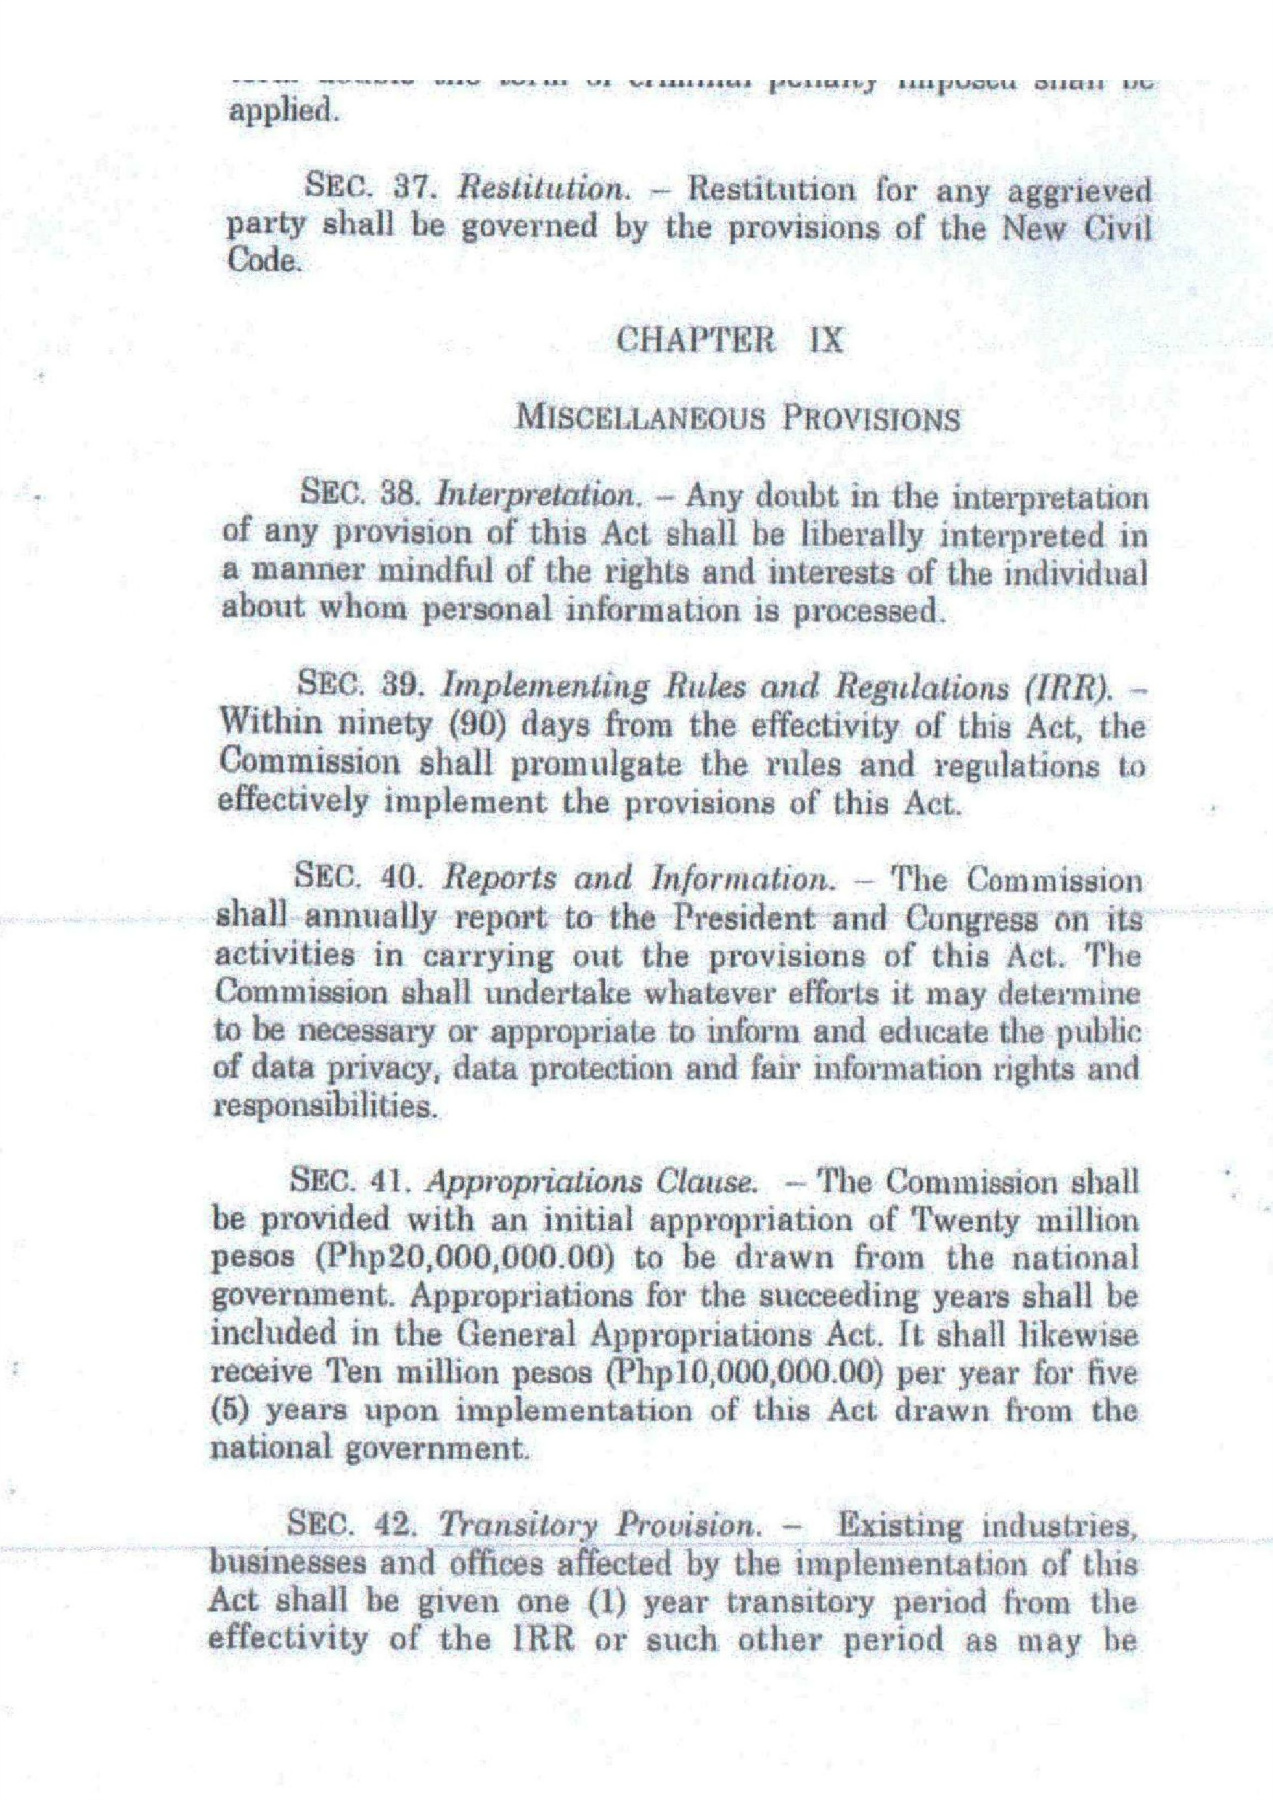 term double the term of criminal penalty imposed shall be
applied.
SEC. 37. Restitution. – Restitution for any aggrieved
party shall be governed by the provisions of the New Civil
Code.
CHAPTER IX
MISCELLANEOUS PROVISIONS
SEC. 38. Interpretation. – Any doubt in the interpretation
of any provision of this Act shall be liberally interpreted in
a manner mindful of the rights and interests of the individual
about whom personal information is processed.
SEC. 39. Implementing Rules and Regulations (IRR). –
Within ninety (90) days from the effectivity of this Act, the
Commission shall promulgate the rules and regulations to
effectively implement the provisions of this Act.
SEC. 40. Reports and Information. – The Commission
shall annually report to the President and Congress on its
activities in carrying out the provisions of this Act. The
Commission shall undertake whatever efforts it may determine
to be necessary or appropriate to inform and educate the public
of data privacy, data protection and fair information rights and
responsibilities.
SEC. 41. Appropriations Clause. – The Commission shall
be provided with an initial appropriation of Twenty million
pesos (Php20,000,000.00) to be drawn from the national
government. Appropriations for the succeeding years shall be
included in the General Appropriations Act. It shall likewise
receive Ten million pesos (Php10,000,000.00) per year for five
(5) years upon implementation of this Act drawn from the
national government.
SEC. 42. Transitory Provision. – Existing industries,
businesses and offices affected by the implementation of this
Act shall be given one (1) year transitory period from the
effectivity of the IRR or such other period as may be